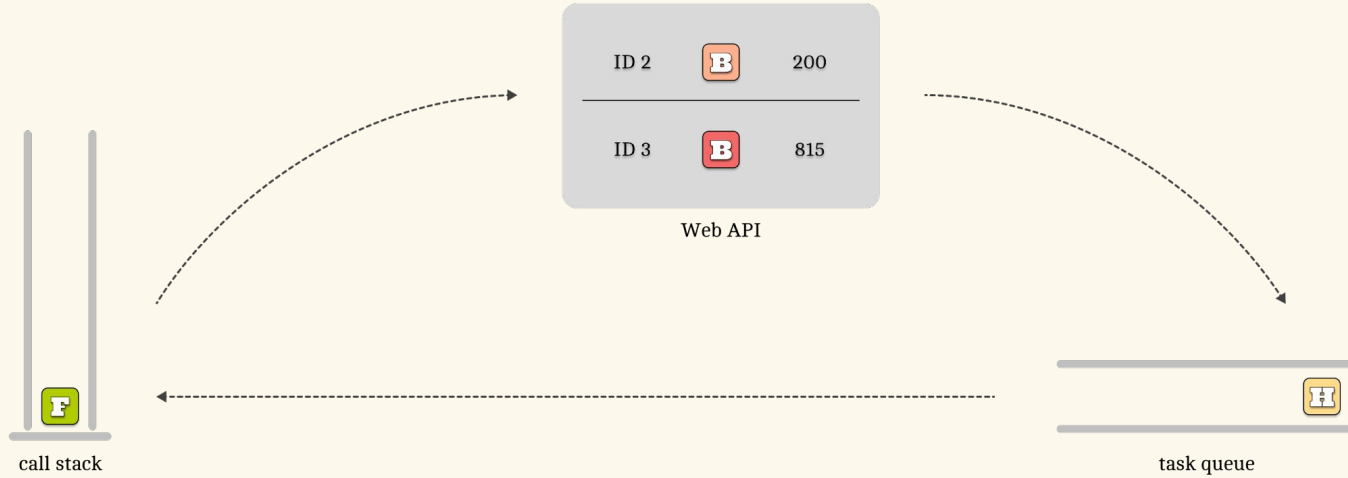 ID 2 B 200
ID 3 B 815
Web API
F
H
call stack
task queue